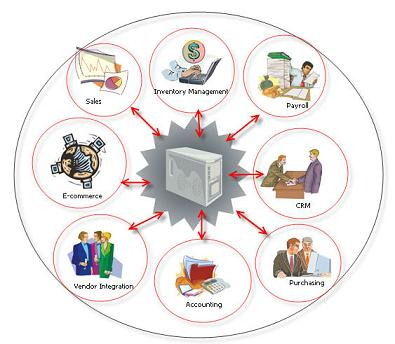 Sales
Inventory Management
Payroll
E-commerce
CRM
Vendor Integration
Purchasing
Accounting